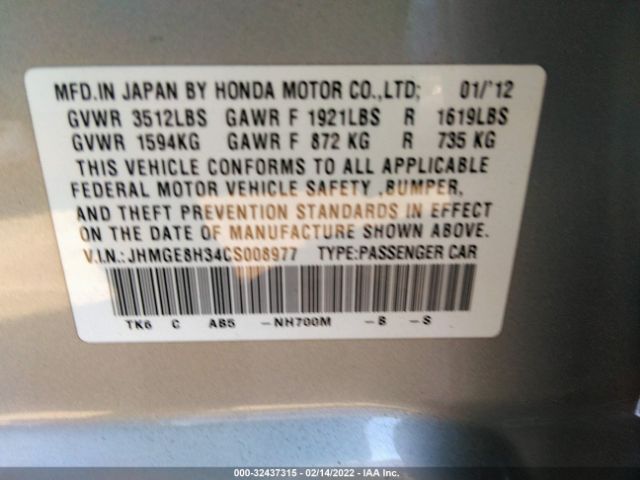 MFD.IN JAPAN BY HONDA MOTOR CO.,LTD; 01/'12
GVWR 3512LBS GAWR F 1921LBS R 1619LBS
GVWR 1594KG GAWR F 872 KG R 735 KG
THIS VEHICLE CONFORMS TO ALL APPLICABLE
FEDERAL MOTOR VEHICLE SAFETY ,BUMPER,
AND THEFT PREVENTION STANDARDS IN EFFECT
ON THE DATE OF MANUFACTURE SHOWN ABOVE.
V.I.N.:JHMGE8H34CS008977 TYPE:PASSENGER CAR
TK6 C AB5 -NH700M -B -S
000-32437315 - 02/14/2022 - IAAI.COM